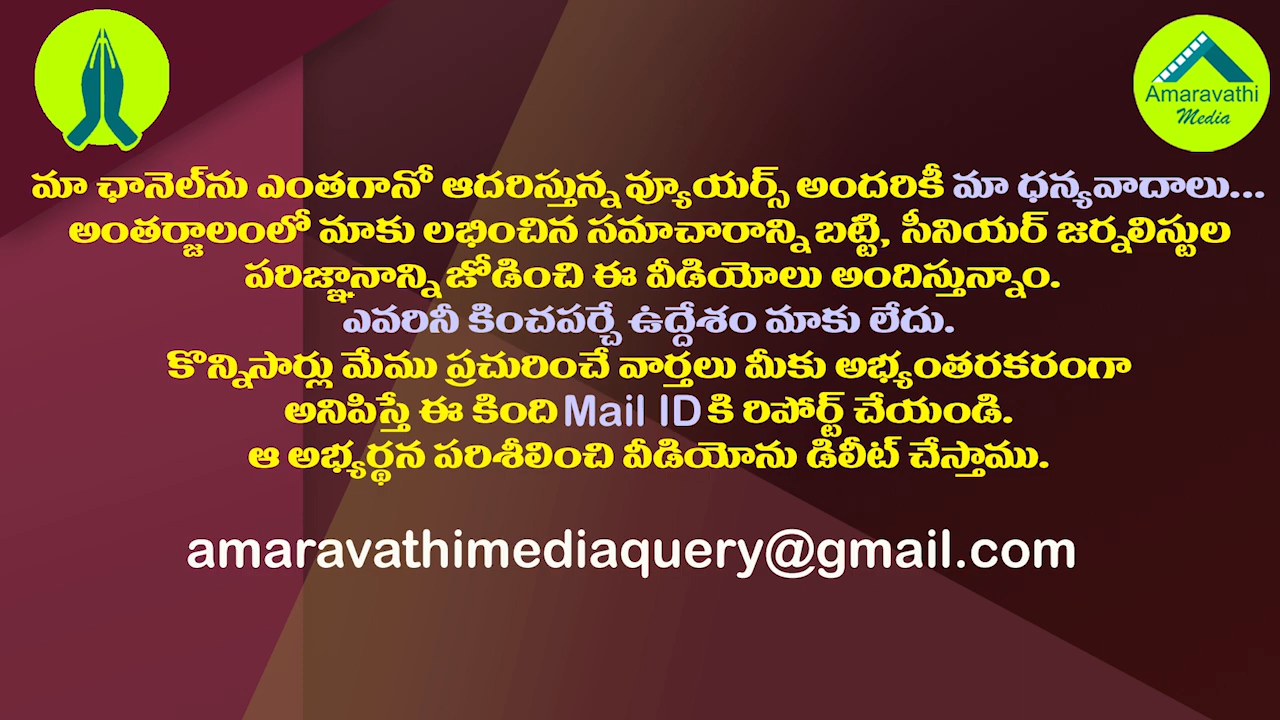 Amaravathi
Media
మా ఛానెల్‌ను ఎంతగానో ఆదరిస్తున్న వ్యూయర్స్ అందరికీ మా ధన్యవాదాలు...
అంతర్జాలంలో మాకు లభించిన సమాచారాన్ని బట్టి, సీనియర్ జర్నలిస్టుల
పరిజ్ఞానాన్ని జోడించి ఈ వీడియోలు అందిస్తున్నాం.
ఎవరినీ కించపర్చే ఉద్దేశం మాకు లేదు.
కొన్నిసార్లు మేము ప్రచురించే వార్తలు మీకు అభ్యంతరకరంగా
అనిపిస్తే ఈ కింది Mail ID కి రిపోర్ట్ చేయండి.
ఆ అభ్యర్థన పరిశీలించి వీడియోను డిలీట్ చేస్తాము.
amaravathimediaquery@gmail.com